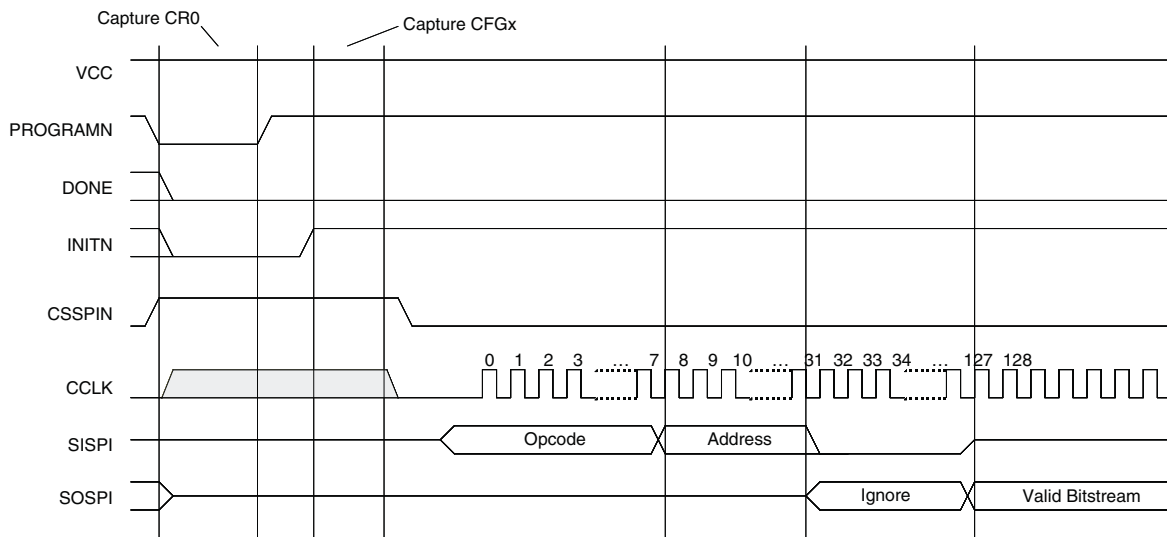 Capture CR0
Capture CFGx
VCC
PROGRAMN
DONE
INITN
CSSPIN
0 1 2 3 ... 7 8 9 10 ... 31 32 33 34 ... 127 128
CCLK
SISPI Opcode Address
SOSPI Ignore Valid Bitstream